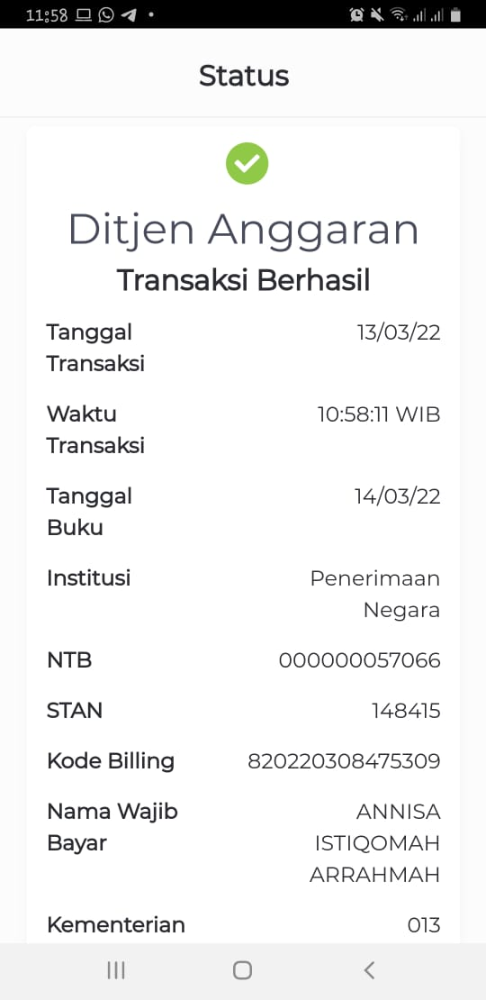 11:58
Status
Ditjen Anggaran
Transaksi Berhasil
Tanggal Transaksi 13/03/22
Waktu Transaksi 10:58:11 WIB
Tanggal Buku 14/03/22
Institusi Penerimaan Negara
NTB 000000057066
STAN 148415
Kode Billing 820220308475309
Nama Wajib Bayar ANNISA ISTIQOMAH ARRAHMAH
Kementerian 013